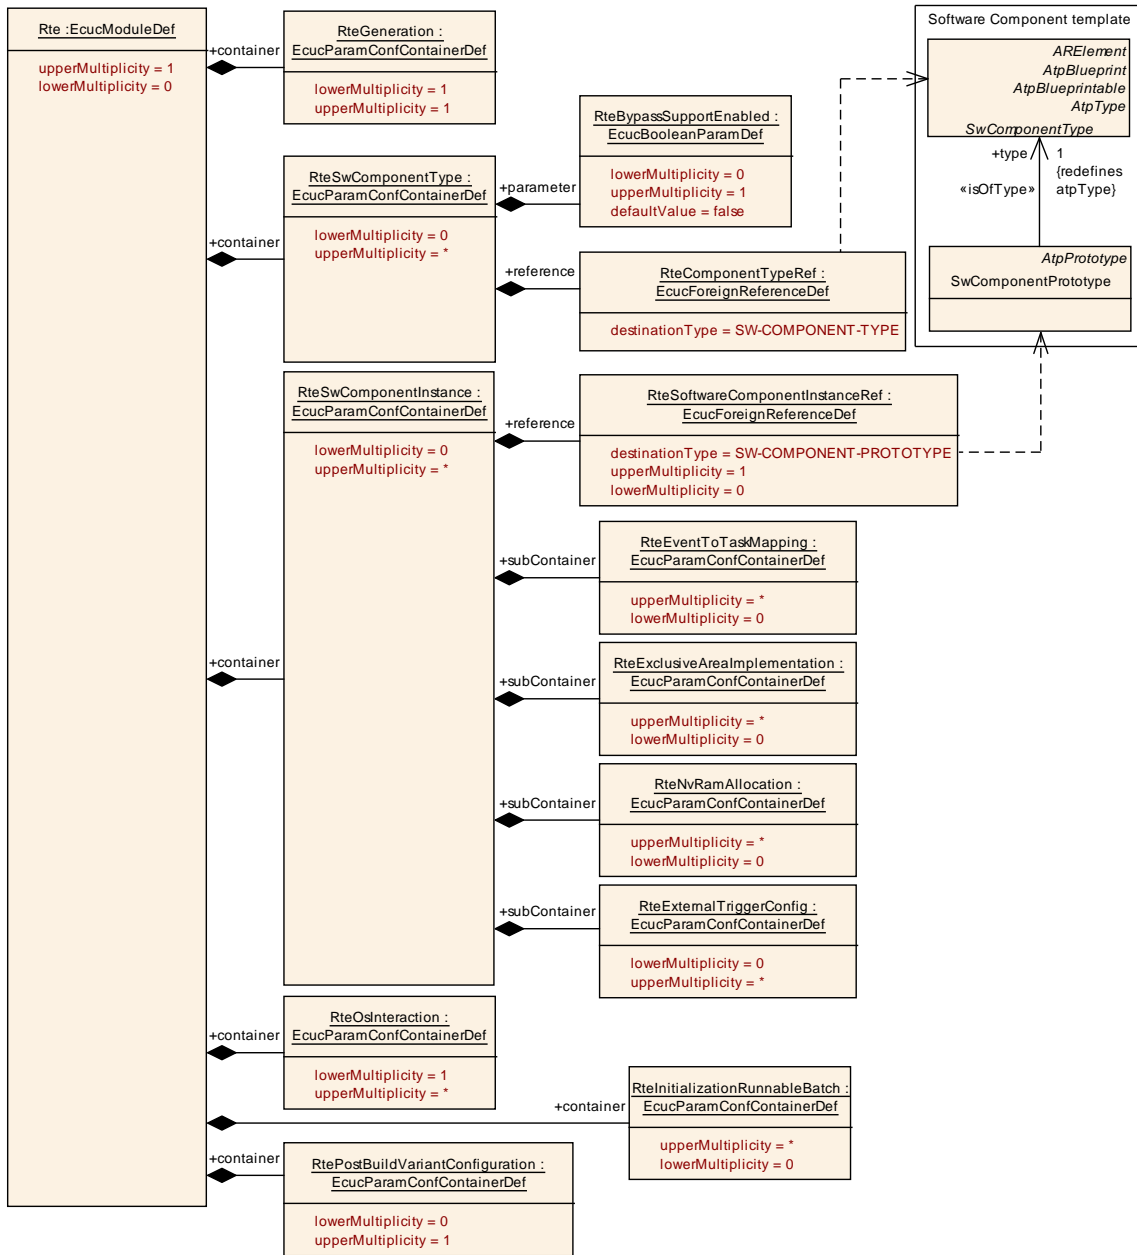 Rte :EcucModuleDef
upperMultiplicity = 1
lowerMultiplicity = 0
+container
RteGeneration :
EcucParamConfContainerDef
lowerMultiplicity = 1
upperMultiplicity = 1
Software Component template
ARElement
AtpBlueprint
AtpBlueprintable
AtpType
SwComponentType
+type
1
{redefines
atpType}
«isOfType»
AtpPrototype
SwComponentPrototype
+container
RteSwComponentType :
EcucParamConfContainerDef
lowerMultiplicity = 0
upperMultiplicity = *
+parameter
RteBypassSupportEnabled :
EcucBooleanParamDef
lowerMultiplicity = 0
upperMultiplicity = 1
defaultValue = false
+reference
RteComponentTypeRef :
EcucForeignReferenceDef
destinationType = SW-COMPONENT-TYPE
+container
RteSwComponentInstance :
EcucParamConfContainerDef
lowerMultiplicity = 0
upperMultiplicity = *
+reference
RteSoftwareComponentInstanceRef :
EcucForeignReferenceDef
destinationType = SW-COMPONENT-PROTOTYPE
upperMultiplicity = 1
lowerMultiplicity = 0
+subContainer
RteEventToTaskMapping :
EcucParamConfContainerDef
upperMultiplicity = *
lowerMultiplicity = 0
+subContainer
RteExclusiveAreaImplementation :
EcucParamConfContainerDef
upperMultiplicity = *
lowerMultiplicity = 0
+subContainer
RteNvRamAllocation :
EcucParamConfContainerDef
upperMultiplicity = *
lowerMultiplicity = 0
+subContainer
RteExternalTriggerConfig :
EcucParamConfContainerDef
lowerMultiplicity = 0
upperMultiplicity = *
+container
RteOsInteraction :
EcucParamConfContainerDef
lowerMultiplicity = 1
upperMultiplicity = *
+container
RteInitializationRunnableBatch :
EcucParamConfContainerDef
upperMultiplicity = *
lowerMultiplicity = 0
+container
RtePostBuildVariantConfiguration :
EcucParamConfContainerDef
lowerMultiplicity = 0
upperMultiplicity = 1